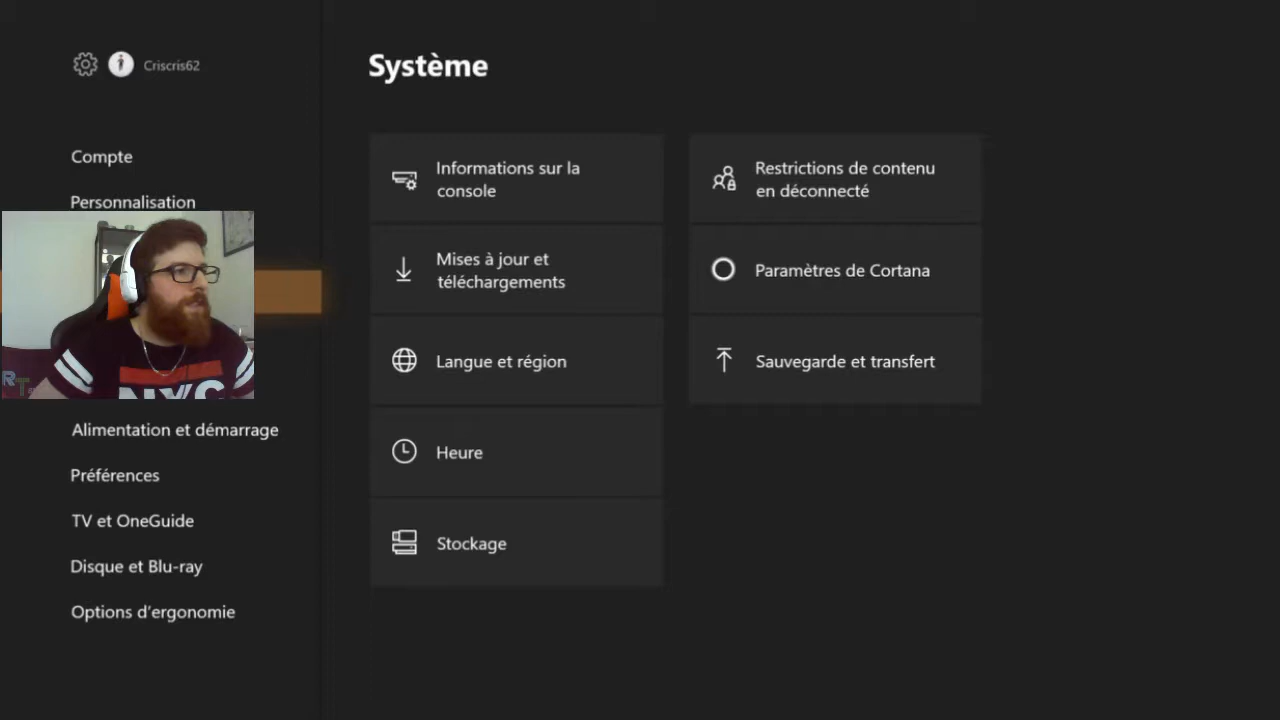 Criscris62
Système
Compte
Personnalisation
Alimentation et démarrage
Préférences
TV et OneGuide
Disque et Blu-ray
Options d'ergonomie
Informations sur la
console
Mises à jour et
téléchargements
Langue et région
Heure
Stockage
Restrictions de contenu
en déconnecté
Paramètres de Cortana
Sauvegarde et transfert
NYC